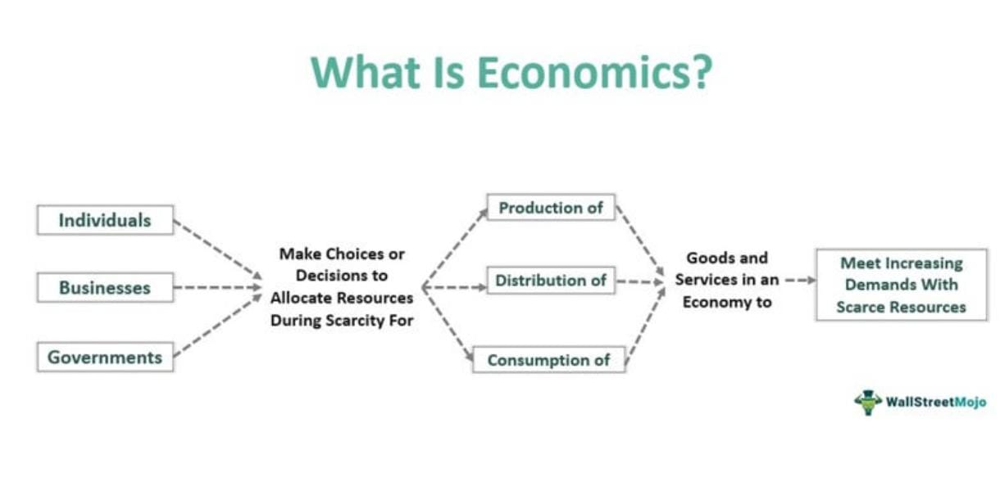 What Is Economics?
Individuals
Businesses
Governments
Make Choices or
Decisions to
Allocate Resources
During Scarcity For
Production of
Distribution of
Consumption of
Goods and
Services in an
Economy to
Meet Increasing
Demands With
Scarce Resources
WallStreetMojo